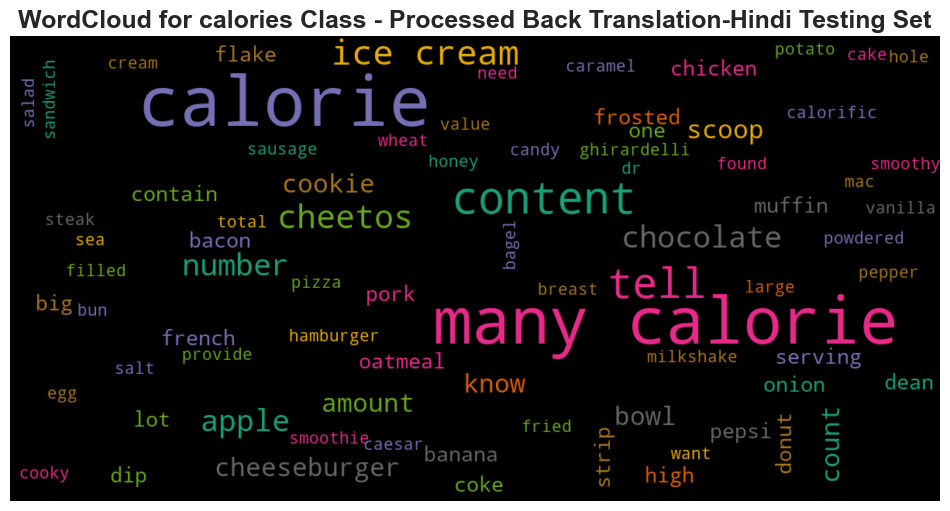 WordCloud for calories Class - Processed Back Translation-Hindi Testing Set
ice cream
flake
cream
potato
cake
hole
need
caramel
chicken
salad
sandwich
calorie
calorific
frosted
one
scoop
value
wheat
sausage
honey
candy
ghirardelli
dr
found
smoothy
mac
cookie
contain
content
muffin
vanilla
steak
total
cheetos
sea
bacon
bagel
chocolate
powdered
filled
number
pizza
pork
breast
tell
large
pepper
big
bun
many calorie
french
hamburger
provide
salt
oatmeal
milkshake
serving
egg
know
onion
dean
lot
apple
amount
bowl
pepsi
count
donut
strip
fried
smoothie
caesar
banana
want
cooky
dip
cheeseburger
coke
high